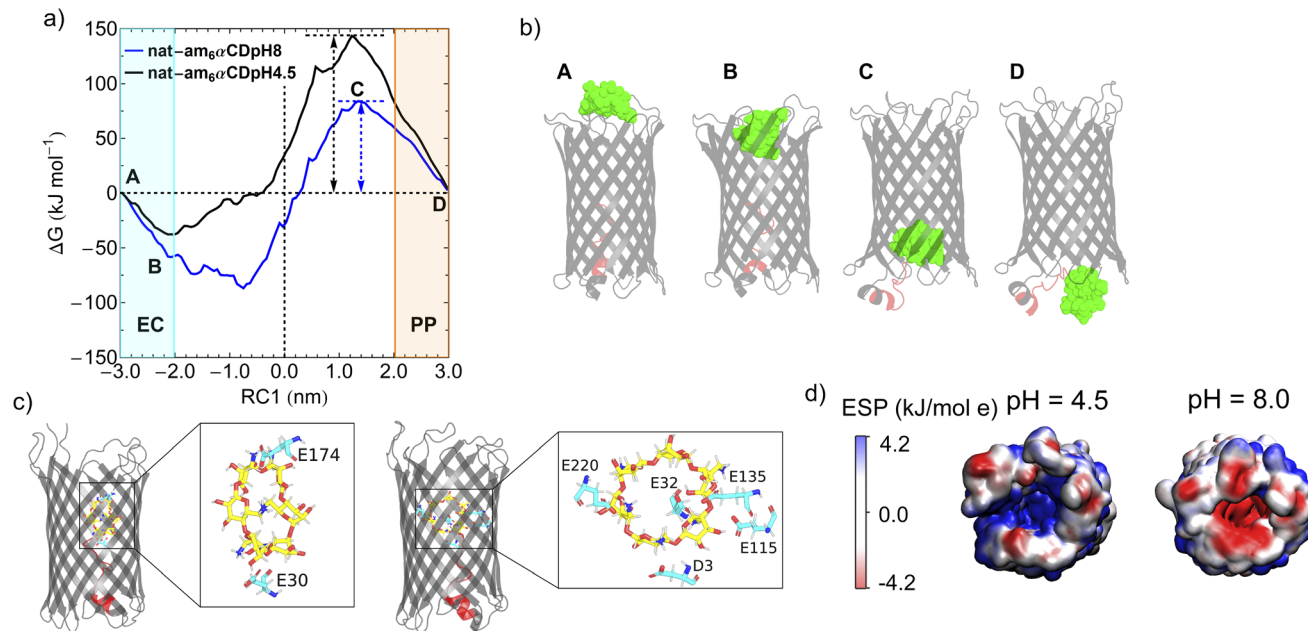 a)
ΔG (kJ mol⁻¹)
150
100
50
0
−50
−100
−150
nat−am₆αCDpH8
nat−am₆αCDpH4.5
A
B
C
D
EC
PP
−3.0 −2.0 −1.0 0.0 1.0 2.0 3.0
RC1 (nm)
b)
A B C D
c)
E174
E30
E220
E32
E135
E115
D3
d)
ESP (kJ/mol e)
4.2
0.0
-4.2
pH = 4.5 pH = 8.0